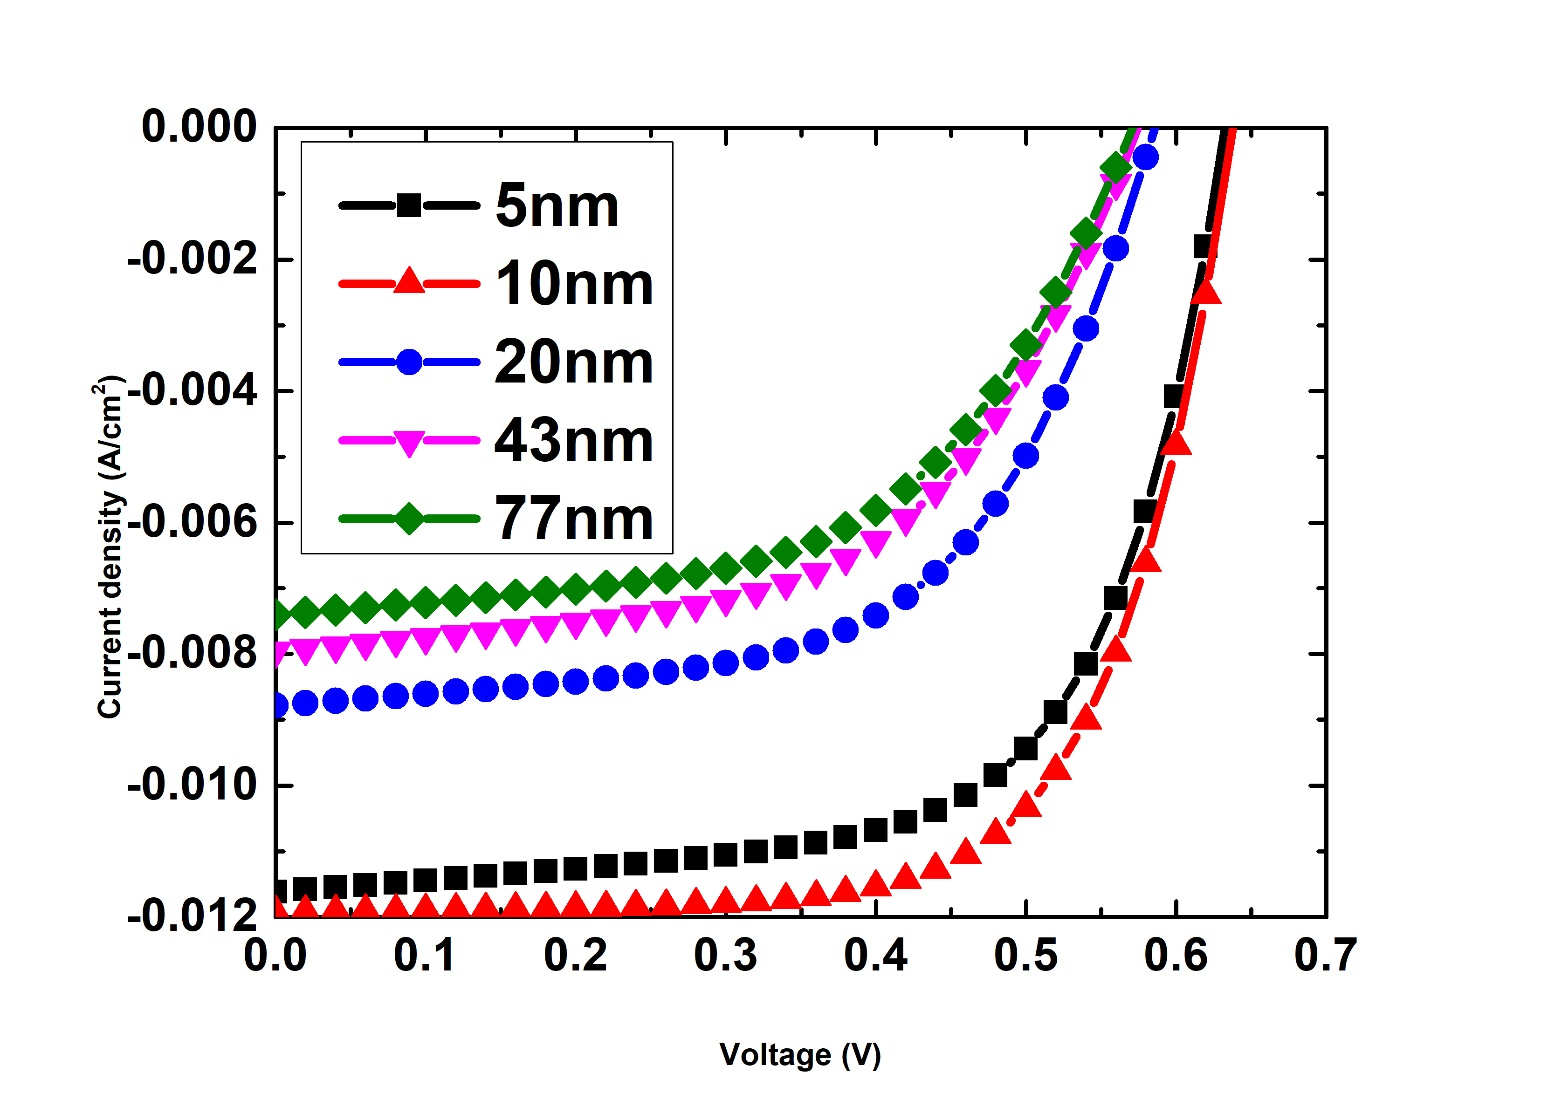 0.000
-0.002
-0.004
-0.006
-0.008
-0.010
-0.012
Current density (A/cm²)
5nm
10nm
20nm
43nm
77nm
0.0 0.1 0.2 0.3 0.4 0.5 0.6 0.7
Voltage (V)